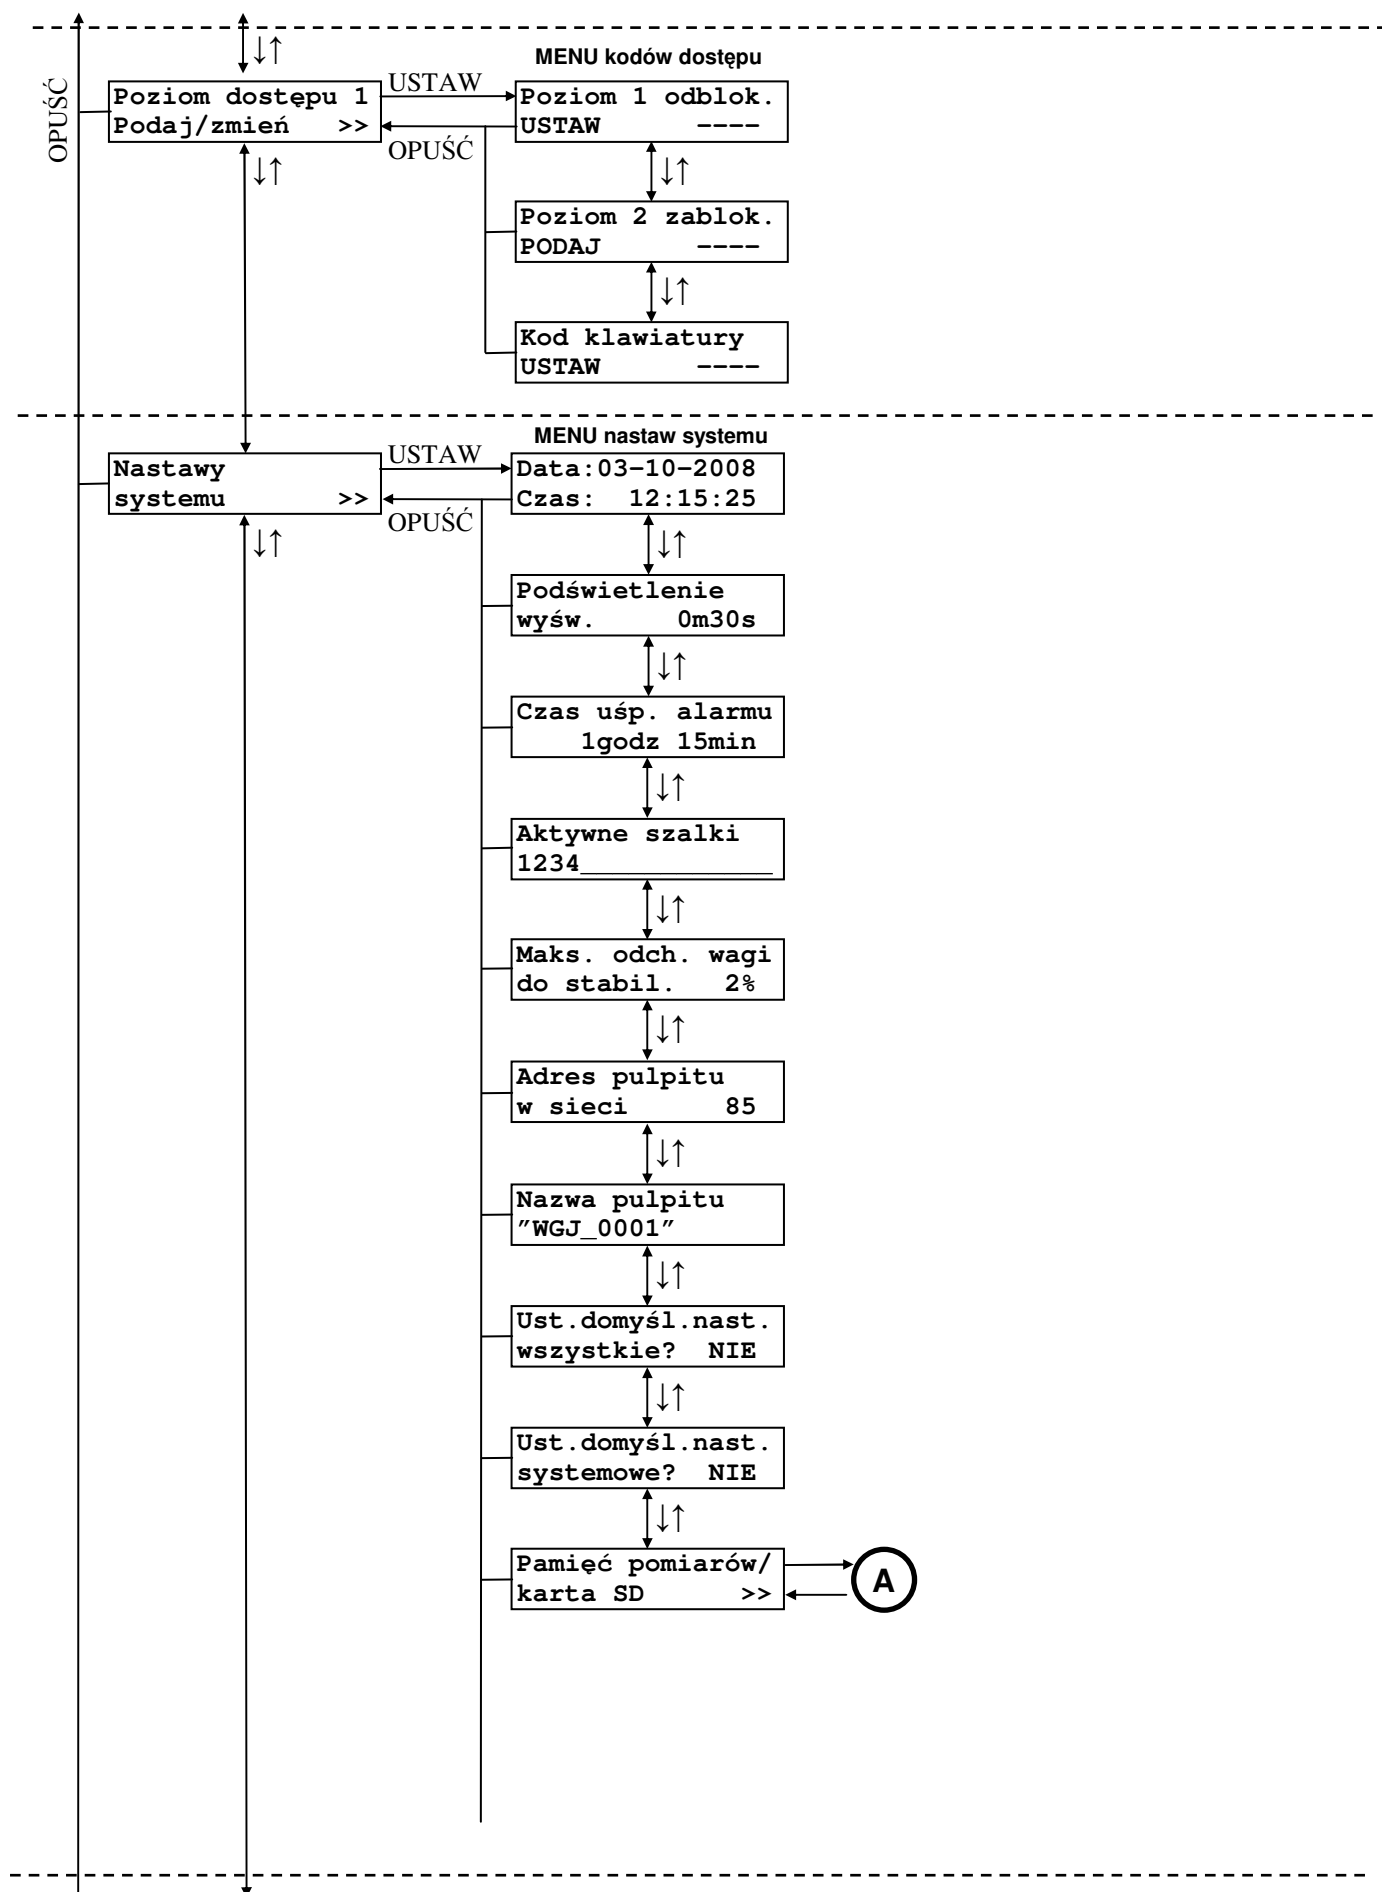 OPUŚĆ
↓↑
MENU kodów dostępu
Poziom dostępu 1
Podaj/zmień >>
USTAW
OPUŚĆ
Poziom 1 odblok.
USTAW ----
↓↑
↓↑
Poziom 2 zablok.
PODAJ ----
↓↑
Kod klawiatury
USTAW ----
MENU nastaw systemu
Nastawy
systemu >>
USTAW
OPUŚĆ
Data:03-10-2008
Czas: 12:15:25
↓↑
↓↑
Podświetlenie
wyśw. 0m30s
↓↑
Czas uśp. alarmu
1godz 15min
↓↑
Aktywne szalki
1234____________
↓↑
Maks. odch. wagi
do stabil. 2%
↓↑
Adres pulpitu
w sieci 85
↓↑
Nazwa pulpitu
″WGJ_0001″
↓↑
Ust.domyśl.nast.
wszystkie? NIE
↓↑
Ust.domyśl.nast.
systemowe? NIE
↓↑
Pamięć pomiarów/
karta SD >>
A